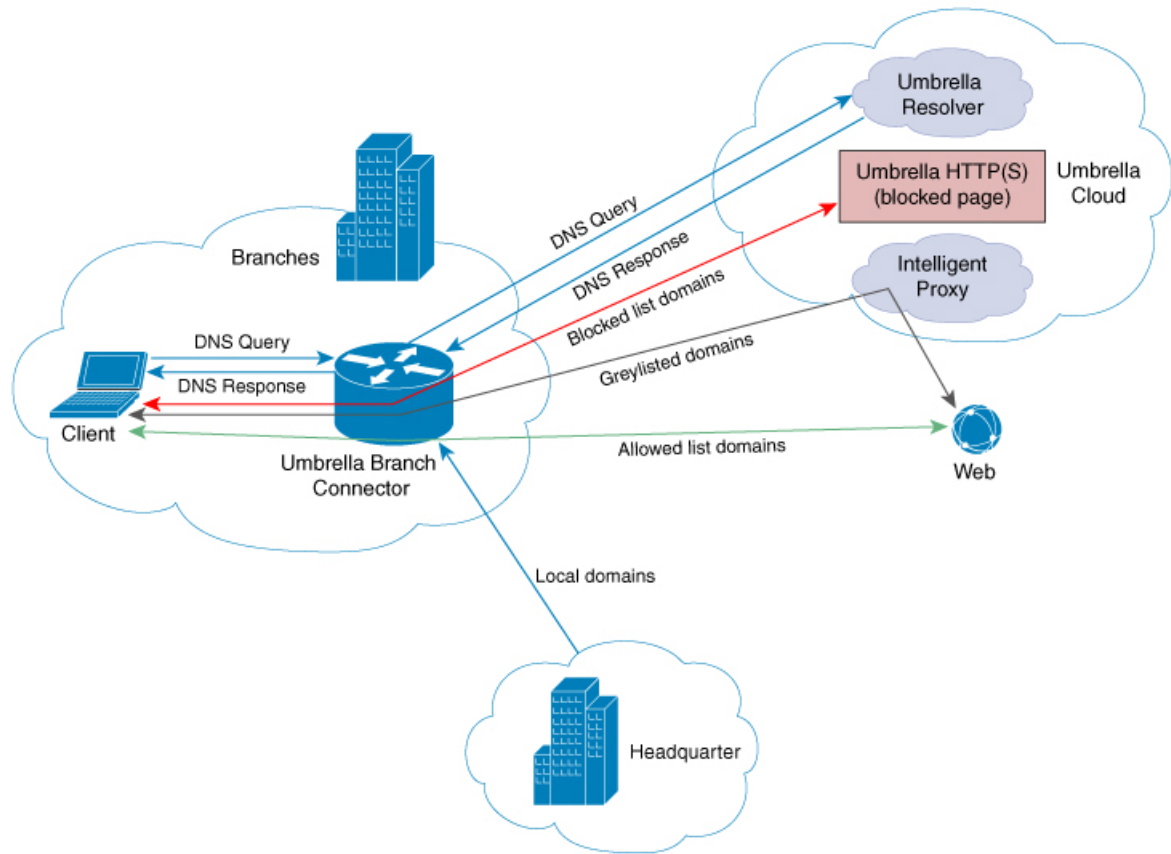 Umbrella
Resolver
Umbrella HTTP(S)
(blocked page)
Umbrella
Cloud
Intelligent
Proxy
Branches
DNS Query
DNS Response
Blocked list domains
Greylisted domains
Allowed list domains
DNS Query
DNS Response
Client
Umbrella Branch
Connector
Web
Local domains
Headquarter